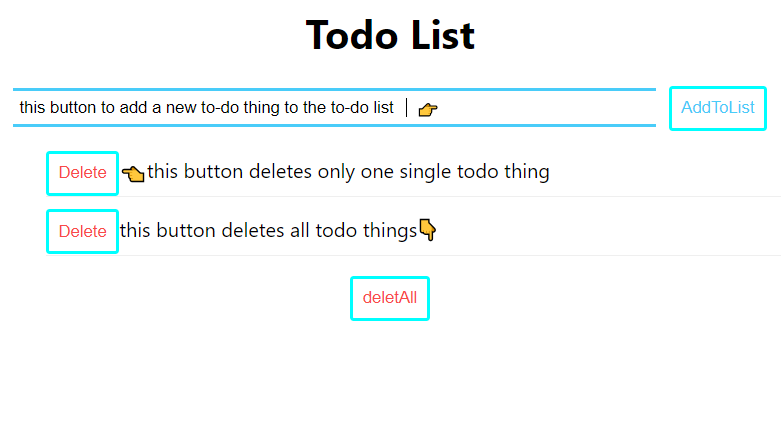 Todo List
this button to add a new to-do thing to the to-do list | 👉 AddToList
Delete 👈this button deletes only one single todo thing
Delete this button deletes all todo things👇
deletAll